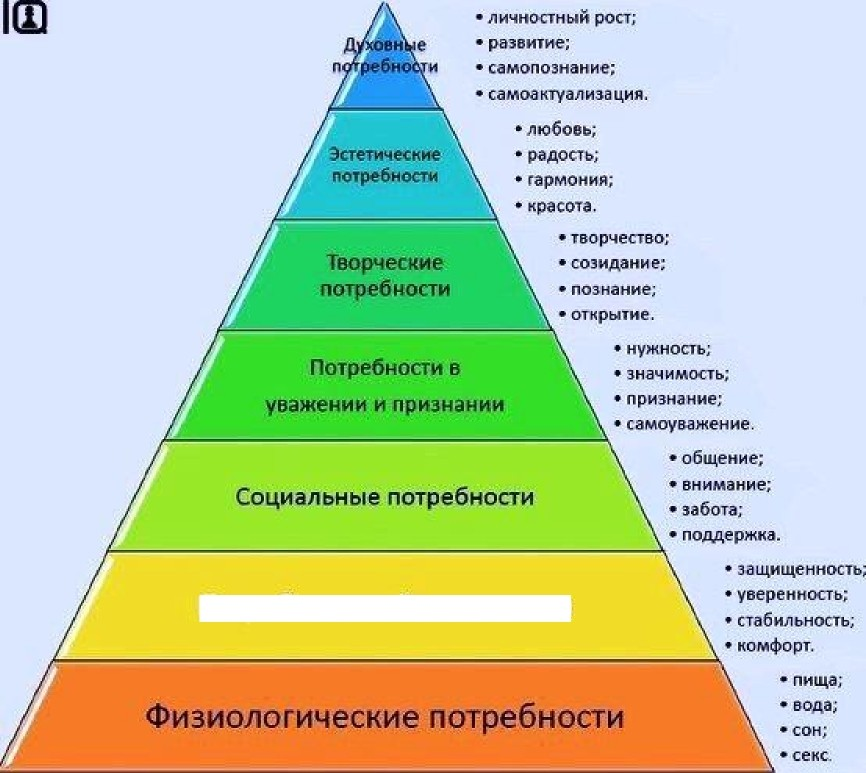 Духовные
потребности
• личностный рост;
• развитие;
• самопознание;
• самоактуализация.
Эстетические
потребности
• любовь;
• радость;
• гармония;
• красота.
Творческие
потребности
• творчество;
• созидание;
• познание;
• открытие.
Потребности в
уважении и признании
• нужность;
• значимость;
• признание;
• самоуважение.
Социальные потребности
• общение;
• внимание;
• забота;
• поддержка.
• защищенность;
• уверенность;
• стабильность;
• комфорт.
Физиологические потребности
• пища;
• вода;
• сон;
• секс.